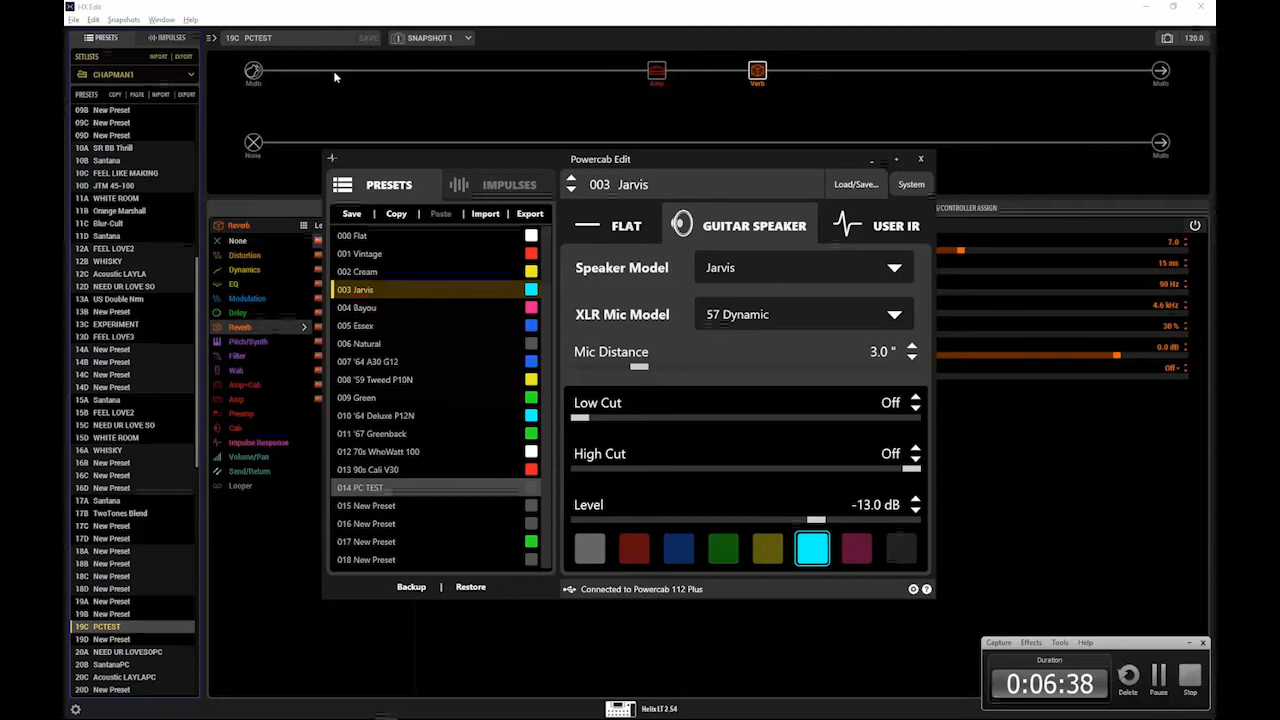 HX Edit
File Edit Snapshots Window Help
PRESETS IMPULSES
19C PCTEST SAVE 1 SNAPSHOT 1 120.0
SETLISTS IMPORT EXPORT
CHAPMAN1
PRESETS COPY PASTE IMPORT EXPORT
09B New Preset
09C New Preset
09D New Preset
10A SR BB Thrill
10B Santana
10C FEEL LIKE MAKING
10D JTM 45-100
11A WHITE ROOM
11B Orange Marshall
11C Blur-Cult
11D Santana
12A FEEL LOVE2
12B WHISKY
12C Acoustic LAYLA
12D NEED UR LOVE SO
13A US Double Nrm
13B New Preset
13C EXPERIMENT
13D FEEL LOVE3
14A New Preset
14B New Preset
14C New Preset
14D New Preset
15A Santana
15B FEEL LOVE2
15C NEED UR LOVE SO
15D WHITE ROOM
16A WHISKY
16B New Preset
16C New Preset
16D New Preset
17A Santana
17B TwoTones Blend
17C New Preset
17D New Preset
18A New Preset
18B New Preset
18C New Preset
18D New Preset
19A New Preset
19B New Preset
19C PCTEST
19D New Preset
20A NEED UR LOVESOPC
20B SantanaPC
20C Acoustic LAYLAPC
20D New Preset
Multi Amp Verb Multi
None Multi
Reverb
None
Distortion
Dynamics
EQ
Modulation
Delay
Reverb
Pitch/Synth
Filter
Wah
Amp+Cab
Amp
Preamp
Cab
Impulse Response
Volume/Pan
Send/Return
Looper
Powercab Edit
PRESETS IMPULSES
Save Copy Paste Import Export
000 Flat
001 Vintage
002 Cream
003 Jarvis
004 Bayou
005 Essex
006 Natural
007 '64 A30 G12
008 '59 Tweed P10N
009 Green
010 '64 Deluxe P12N
011 '67 Greenback
012 70s WhoWatt 100
013 90s Cali V30
014 PC TEST
015 New Preset
016 New Preset
017 New Preset
018 New Preset
Backup Restore
003 Jarvis Load/Save... System
FLAT GUITAR SPEAKER USER IR
Speaker Model Jarvis
XLR Mic Model 57 Dynamic
Mic Distance 3.0 "
Low Cut Off
High Cut Off
Level -13.0 dB
Connected to Powercab 112 Plus
/CONTROLLER ASSIGN
7.0
15 ms
90 Hz
4.6 kHz
30 %
0.0 dB
Off
Capture Effects Tools Help
Duration
0:06:38
Delete Pause Stop
Helix LT 2.54